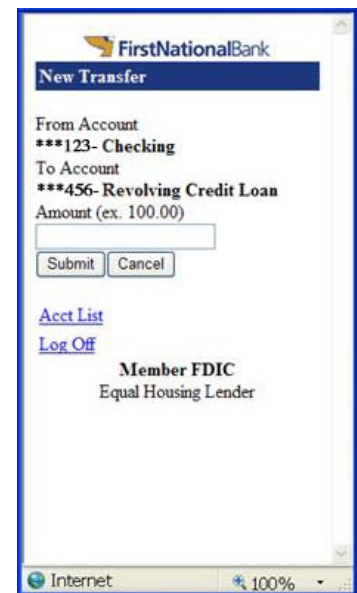 FirstNationalBank
New Transfer
From Account
***123- Checking
To Account
***456- Revolving Credit Loan
Amount (ex. 100.00)
Submit Cancel
Acct List
Log Off
Member FDIC
Equal Housing Lender
Internet 100%